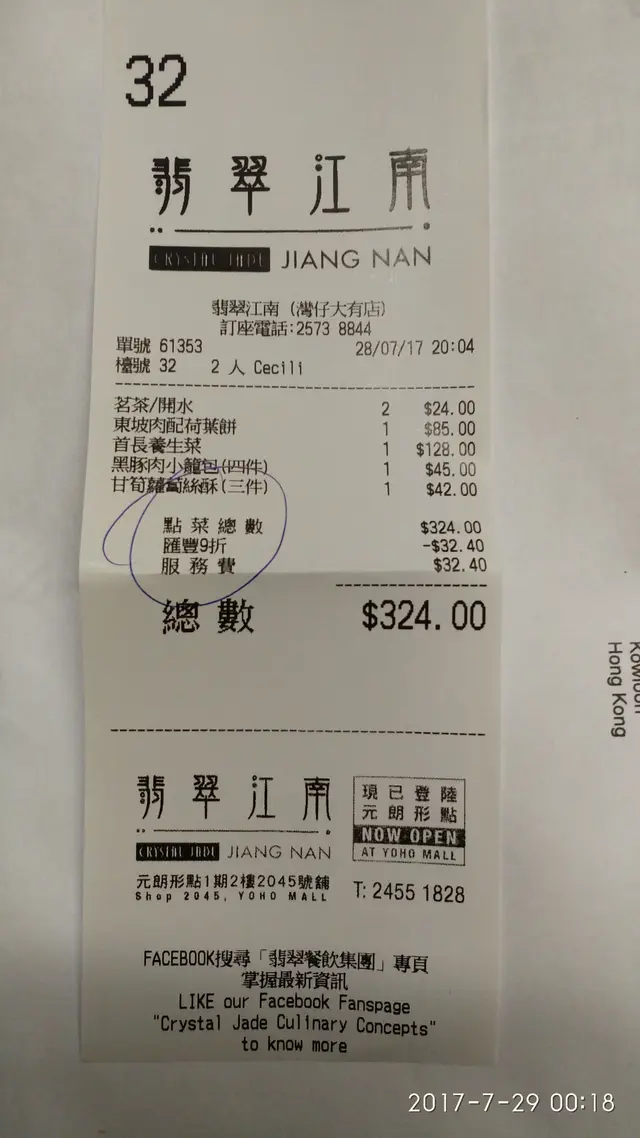 32
翡翠江南
CRYSTAL JADE JIANG NAN
翡翠江南 (灣仔大有店)
訂座電話:2573 8844
單號 61353 28/07/17 20:04
檯號 32 2 人 Cecili
茗茶/開水 2 $24.00
東坡肉配荷葉餅 1 $85.00
首長養生菜 1 $128.00
黑豚肉小籠包(四件) 1 $45.00
甘筍蘿蔔絲酥(三件) 1 $42.00
點菜總數 $324.00
匯豐9折 -$32.40
服務費 $32.40
總數 $324.00
翡翠江南
CRYSTAL JADE JIANG NAN
現已登陸
元朗形點
NOW OPEN
AT YOHO MALL
元朗形點1期2樓2045號舖
Shop 2045, YOHO MALL
T: 2455 1828
FACEBOOK搜尋「翡翠餐飲集團」專頁
掌握最新資訊
LIKE our Facebook Fanspage
"Crystal Jade Culinary Concepts"
to know more
Kowloon
Hong Kong
2017-7-29 00:18